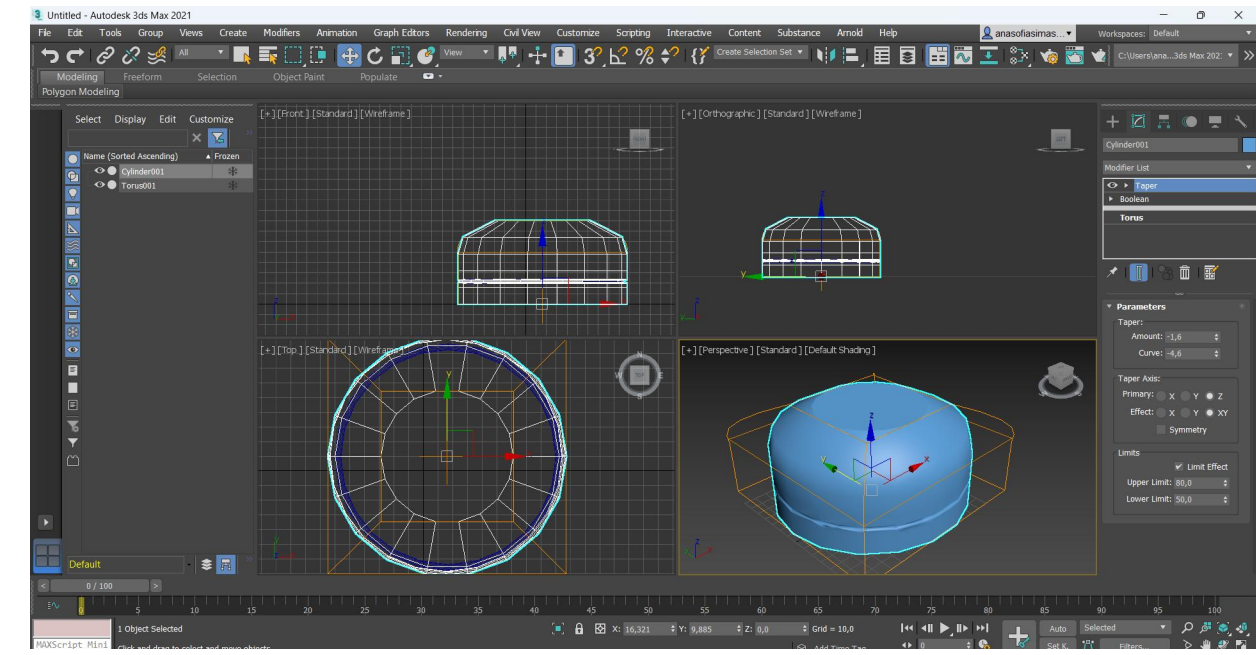 Untitled - Autodesk 3ds Max 2021
File Edit Tools Group Views Create Modifiers Animation Graph Editors Rendering Civil View Customize Scripting Interactive Content Substance Arnold Help anasofiasimas... Workspaces: Default
All View Create Selection Set C:\Users\ana...3ds Max 202.
Modeling Freeform Selection Object Paint Populate
Polygon Modeling
Select Display Edit Customize
Name (Sorted Ascending) Frozen
Cylinder001
Torus001
[+] [Front] [Standard] [Wireframe]
[+] [Orthographic] [Standard] [Wireframe]
[+] [Top] [Standard] [Wireframe]
[+] [Perspective] [Standard] [Default Shading]
Cylinder001
Modifier List
Taper
Boolean
Torus
Parameters
Taper:
Amount: -1,6
Curve: -4,6
Taper Axis:
Primary: X Y Z
Effect: X Y XY
Symmetry
Limits
Limit Effect
Upper Limit: 80,0
Lower Limit: 50,0
Default
0 / 100
0 5 10 15 20 25 30 35 40 45 50 55 60 65 70 75 80 85 90 95 100
1 Object Selected X: 16,321 Y: 9,885 Z: 0,0 Grid = 10,0 Auto Selected
MAXScript Mini Click and drag to select and move objects Add Time Tag 0 Set K. Filters...